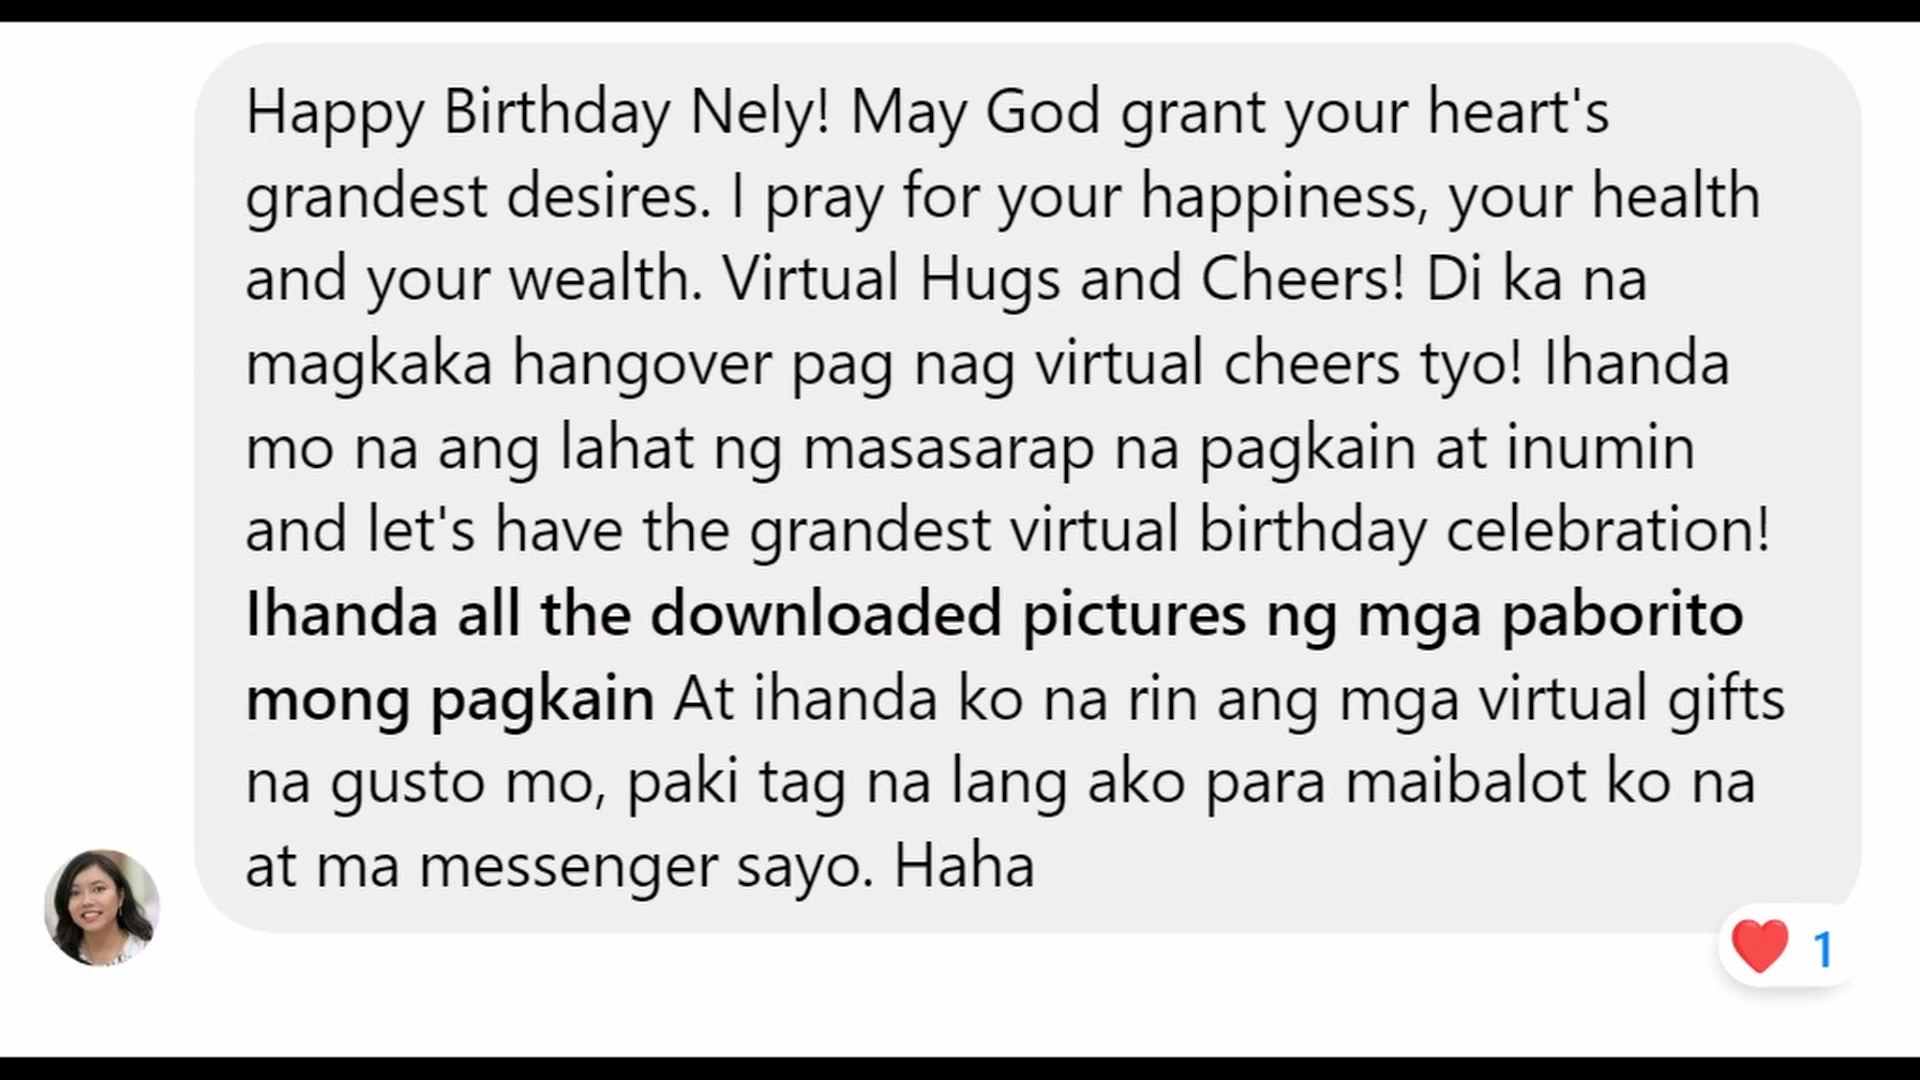 Happy Birthday Nely! May God grant your heart's
grandest desires. I pray for your happiness, your health
and your wealth. Virtual Hugs and Cheers! Di ka na
magkaka hangover pag nag virtual cheers tyo! Ihanda
mo na ang lahat ng masasarap na pagkain at inumin
and let's have the grandest virtual birthday celebration!
Ihanda all the downloaded pictures ng mga paborito
mong pagkain At ihanda ko na rin ang mga virtual gifts
na gusto mo, paki tag na lang ako para maibalot ko na
at ma messenger sayo. Haha
1